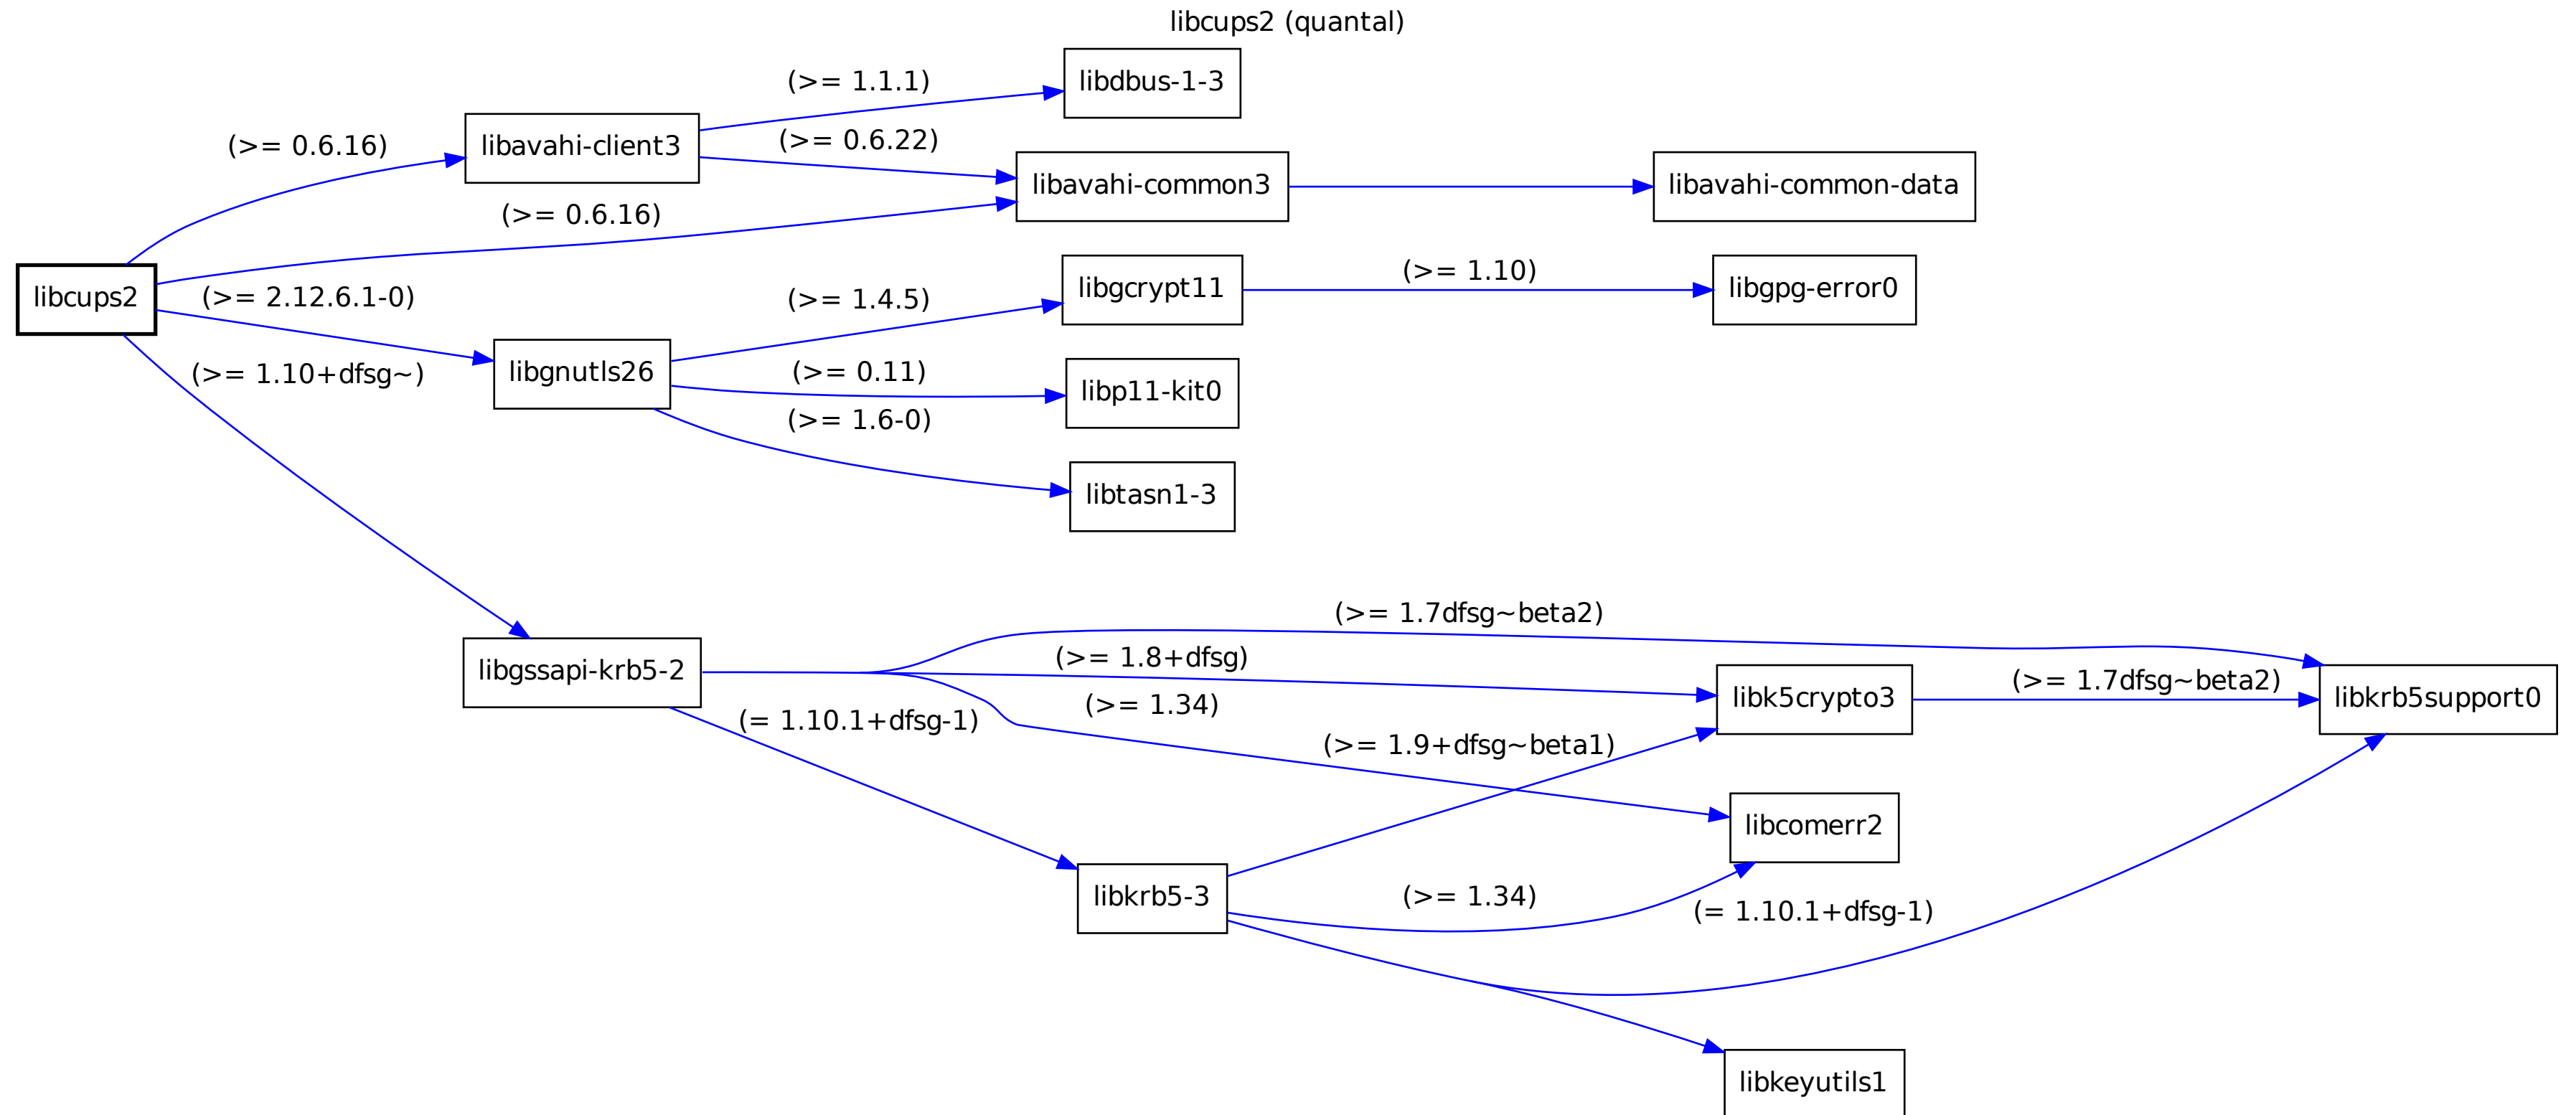 libcups2 (quantal)
libdbus-1-3
(>= 1.1.1)
libavahi-client3
(>= 0.6.16)
(>= 0.6.22)
libavahi-common3
libavahi-common-data
(>= 0.6.16)
libcups2
(>= 2.12.6.1-0)
(>= 1.4.5)
libgcrypt11
(>= 1.10)
libgpg-error0
(>= 1.10+dfsg~)
libgnutls26
(>= 0.11)
libp11-kit0
(>= 1.6-0)
libtasn1-3
(>= 1.7dfsg~beta2)
libgssapi-krb5-2
(>= 1.8+dfsg)
libk5crypto3
(>= 1.7dfsg~beta2)
libkrb5support0
(>= 1.34)
(= 1.10.1+dfsg-1)
(>= 1.9+dfsg~beta1)
libcomerr2
libkrb5-3
(>= 1.34)
(= 1.10.1+dfsg-1)
libkeyutils1